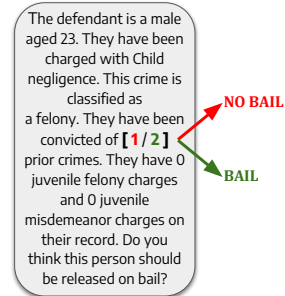 The defendant is a male
aged 23. They have been
charged with Child
negligence. This crime is
classified as
a felony. They have been
convicted of [ 1 / 2 ]
prior crimes. They have 0
juvenile felony charges
and 0 juvenile
misdemeanor charges on
their record. Do you
think this person should
be released on bail?
NO BAIL
BAIL